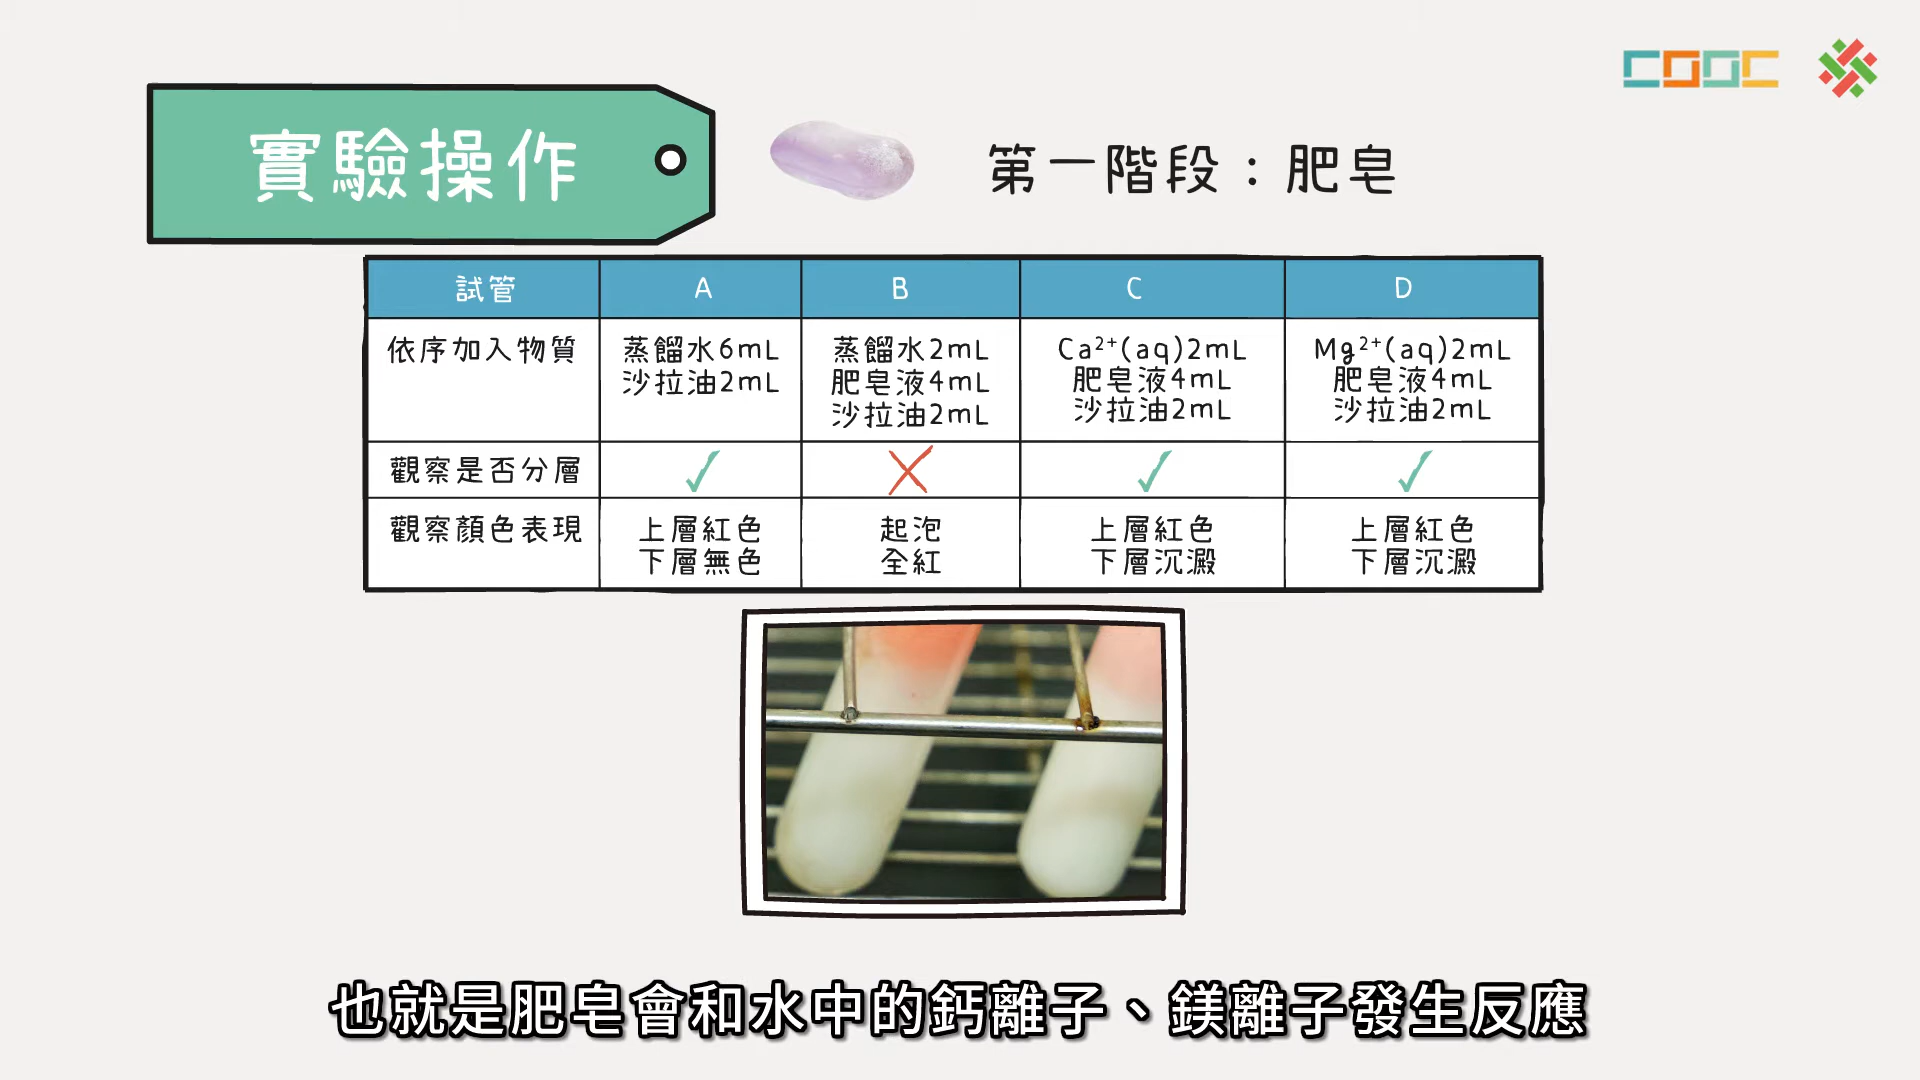 COOC
實驗操作
第一階段：肥皂
試管 A B C D
依序加入物質 蒸餾水6mL 蒸餾水2mL Ca²⁺(aq)2mL Mg²⁺(aq)2mL
沙拉油2mL 肥皂液4mL 肥皂液4mL 肥皂液4mL
沙拉油2mL 沙拉油2mL 沙拉油2mL
觀察是否分層
觀察顏色表現 上層紅色 起泡 上層紅色 上層紅色
下層無色 全紅 下層沉澱 下層沉澱
也就是肥皂會和水中的鈣離子、鎂離子發生反應